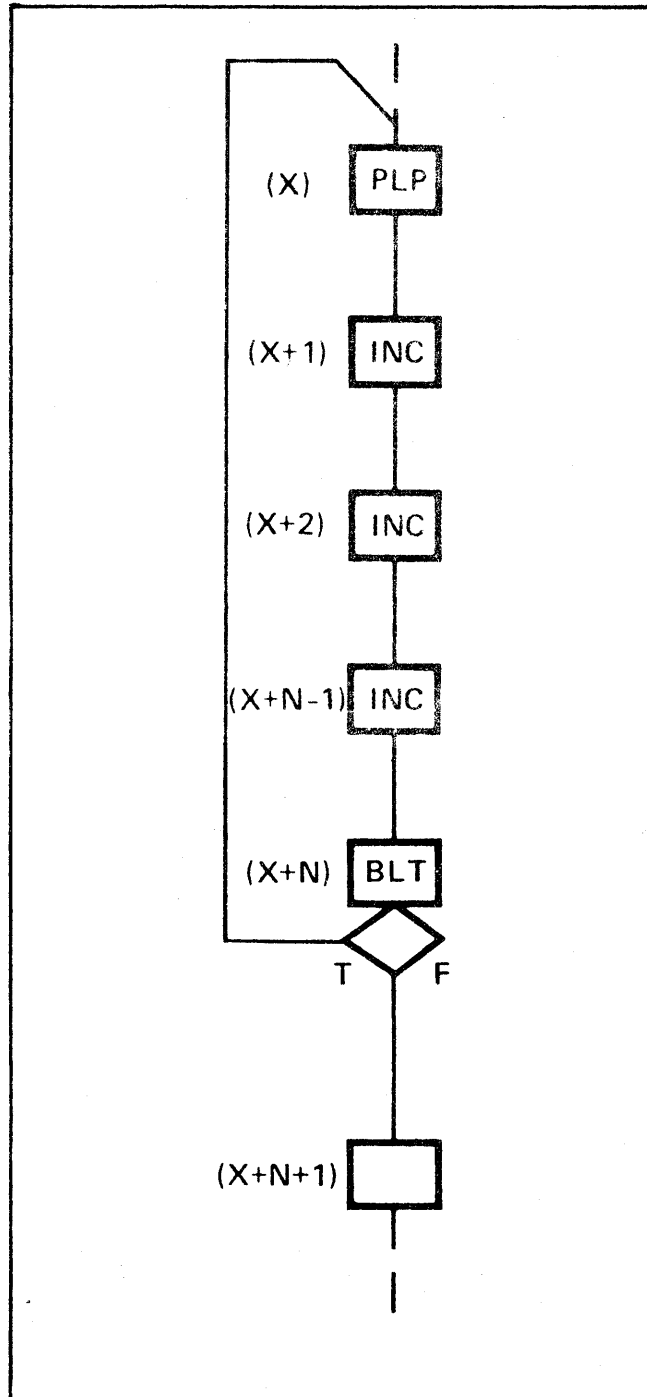 (X) PLP
(X+1) INC
(X+2) INC
(X+N-1) INC
(X+N) BLT
T F
(X+N+1)